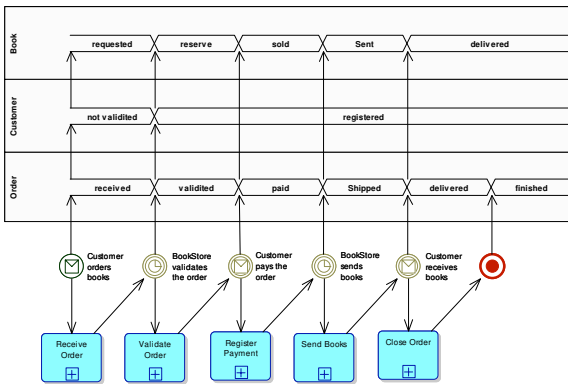 Book
requested
reserve
sold
Sent
delivered
Customer
not validited
registered
Order
received
validited
paid
Shipped
delivered
finished
Customer
orders
books
BookStore
validates
the order
Customer
pays the
order
BookStore
sends
books
Customer
receives
books
Receive
Order
Validate
Order
Register
Payment
Send Books
Close Order